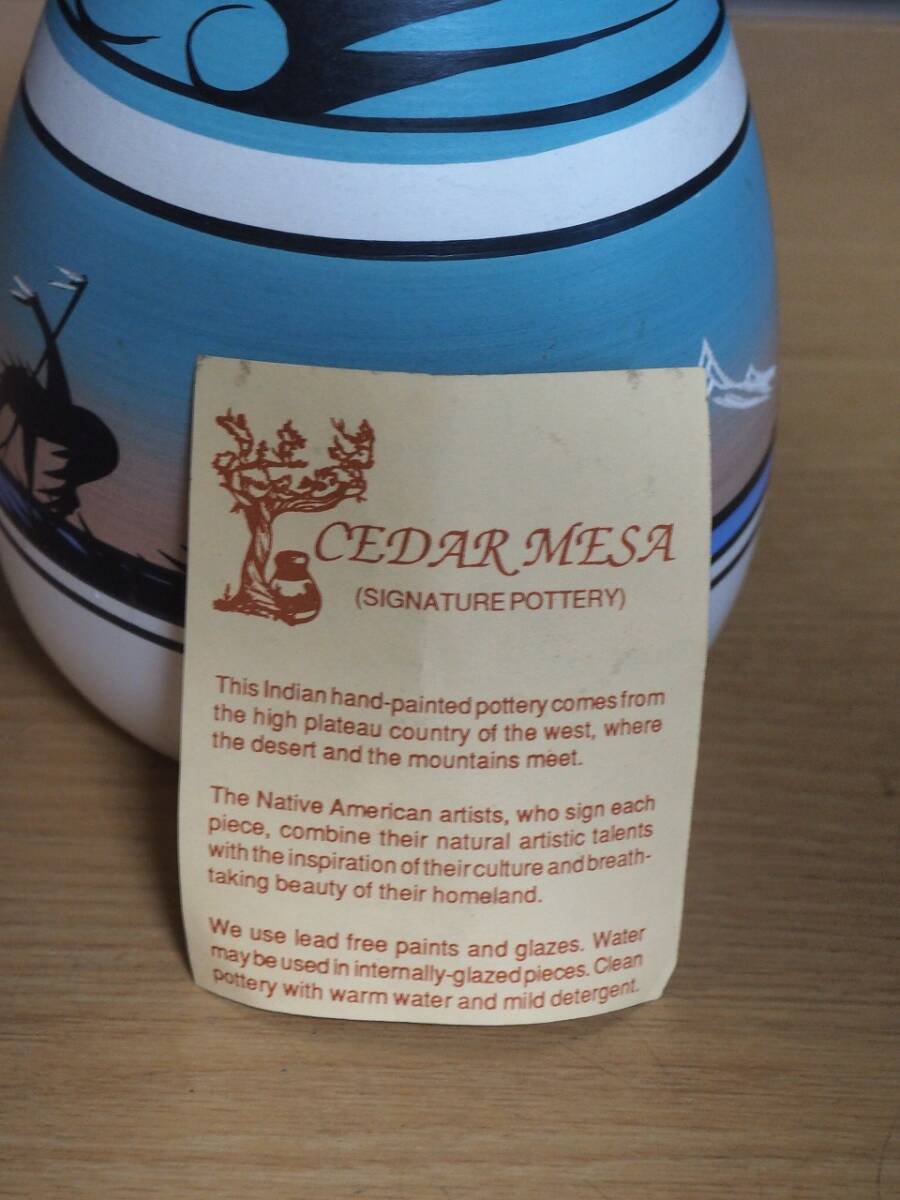 CEDAR MESA
(SIGNATURE POTTERY)
This Indian hand-painted pottery comes from
the high plateau country of the west, where
the desert and the mountains meet.
The Native American artists, who sign each
piece, combine their natural artistic talents
with the inspiration of their culture and breath-
taking beauty of their homeland.
We use lead free paints and glazes. Water
may be used in internally-glazed pieces. Clean
pottery with warm water and mild detergent.